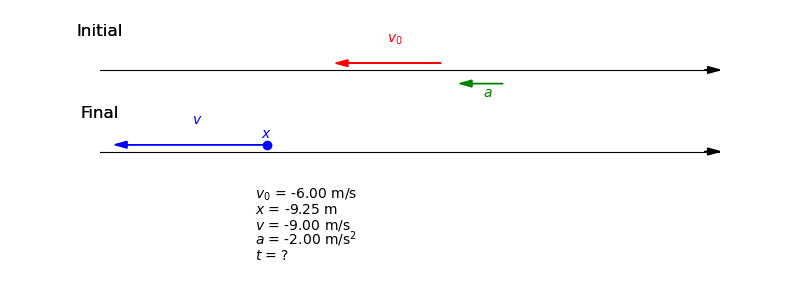 Initial
v₀
a
Final
v
x
v₀ = -6.00 m/s
x = -9.25 m
v = -9.00 m/s
a = -2.00 m/s²
t = ?